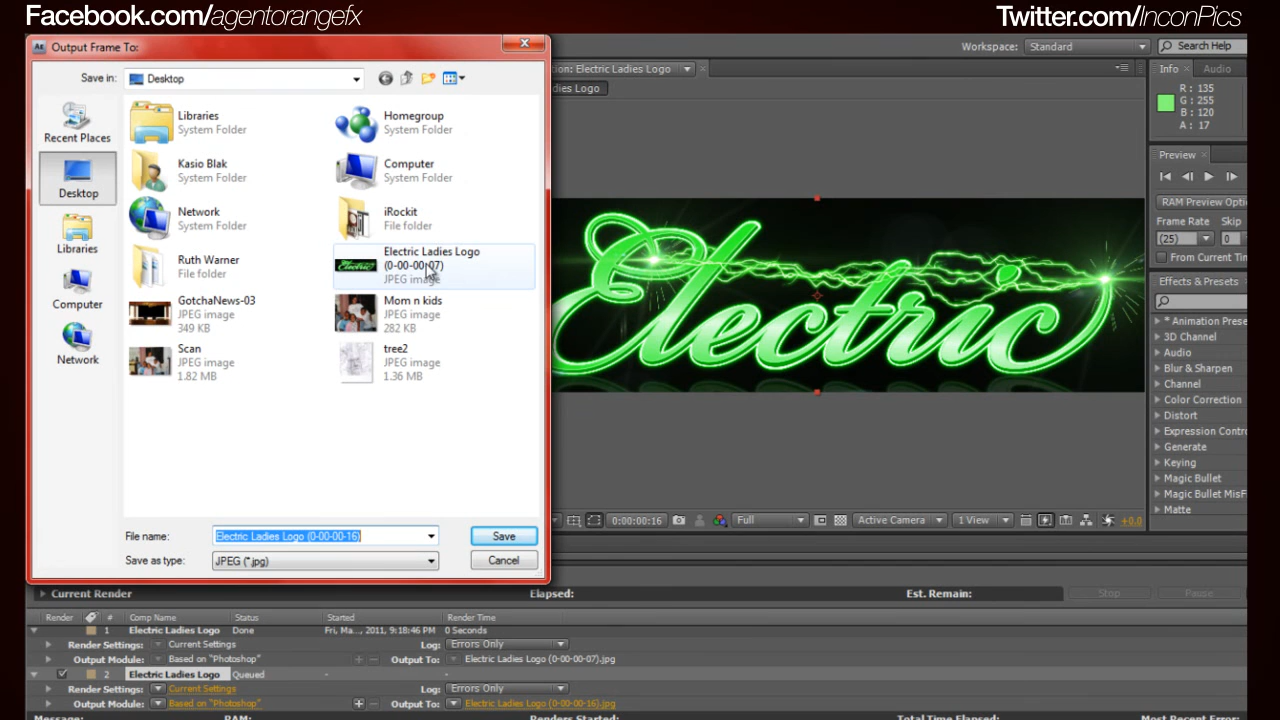 Facebook.com/agentorangefx
Twitter.com/InconPics
Ae Output Frame To:
Save in: Desktop
Recent Places
Desktop
Libraries
Computer
Network
Libraries
System Folder
Homegroup
System Folder
Kasio Blak
System Folder
Computer
System Folder
Network
System Folder
iRockit
File folder
Ruth Warner
File folder
Electric Ladies Logo
(0-00-00-07)
JPEG image
GotchaNews-03
JPEG image
349 KB
Mom n kids
JPEG image
282 KB
Scan
JPEG image
1.82 MB
tree2
JPEG image
1.36 MB
File name: Electric Ladies Logo (0-00-00-16)
Save
Save as type: JPEG (*.jpg)
Cancel
Workspace: Standard
Search Help
ion: Electric Ladies Logo
dies Logo
Electric
0:00:00:16 Full Active Camera 1 View +0.0
Info Audio
R : 135
G : 255
B : 120
A : 17
Preview
RAM Preview Opti
Frame Rate Skip
(25) 0
From Current Tim
Effects & Presets
* Animation Prese
3D Channel
Audio
Blur & Sharpen
Channel
Color Correction
Distort
Expression Contr
Generate
Keying
Magic Bullet
Magic Bullet MisF
Matte
Current Render Elapsed: Est. Remain: Stop Pause
Render # Comp Name Status Started Render Time
1 Electric Ladies Logo Done Fri, Ma..., 2011, 9:18:46 PM 0 Seconds
Render Settings: Current Settings Log: Errors Only
Output Module: Based on "Photoshop" Output To: Electric Ladies Logo (0-00-00-07).jpg
2 Electric Ladies Logo Queued - -
Render Settings: Current Settings Log: Errors Only
Output Module: Based on "Photoshop" Output To: Electric Ladies Logo (0-00-00-16).jpg
Message: RAM: Renders Started: Total Time Elapsed: Most Recent Error: